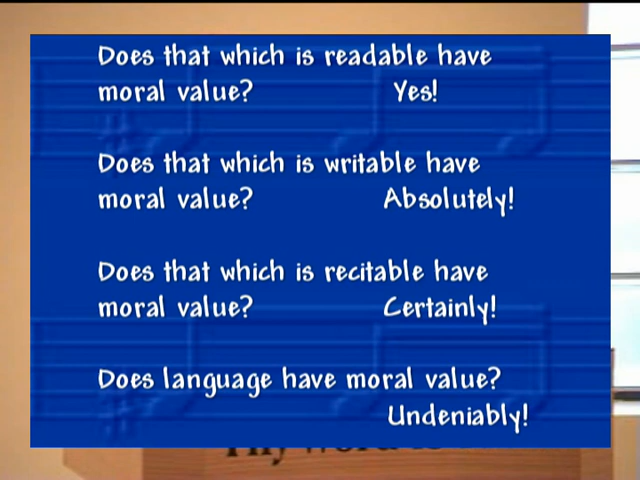 Does that which is readable have
moral value? Yes!
Does that which is writable have
moral value? Absolutely!
Does that which is recitable have
moral value? Certainly!
Does language have moral value?
Undeniably!